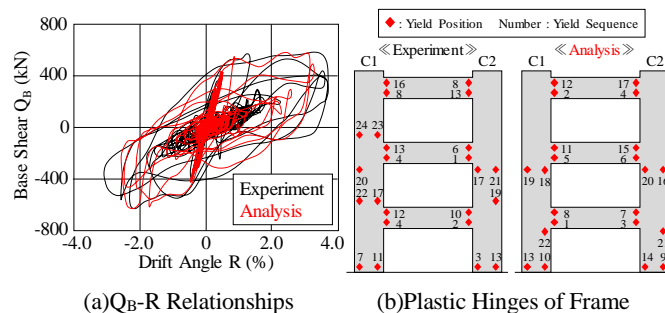 ♦ : Yield Position   Number : Yield Sequence
≪Experiment≫
≪Analysis≫
C1 C2 C1 C2
Base Shear Q_B (kN)
800
400
0
-400
-800
-4.0 -2.0 0 2.0 4.0
Drift Angle R (%)
Experiment
Analysis
16 8
8 13
24 23
13 6
4 1
20 17 21
22 17 19
12 10
4 2
7 11 3 13
12 17
2 4
11 15
5 6
19 18 20 16
8 7
1 3
22
13 10 14 9
(a)Q_B-R Relationships
(b)Plastic Hinges of Frame